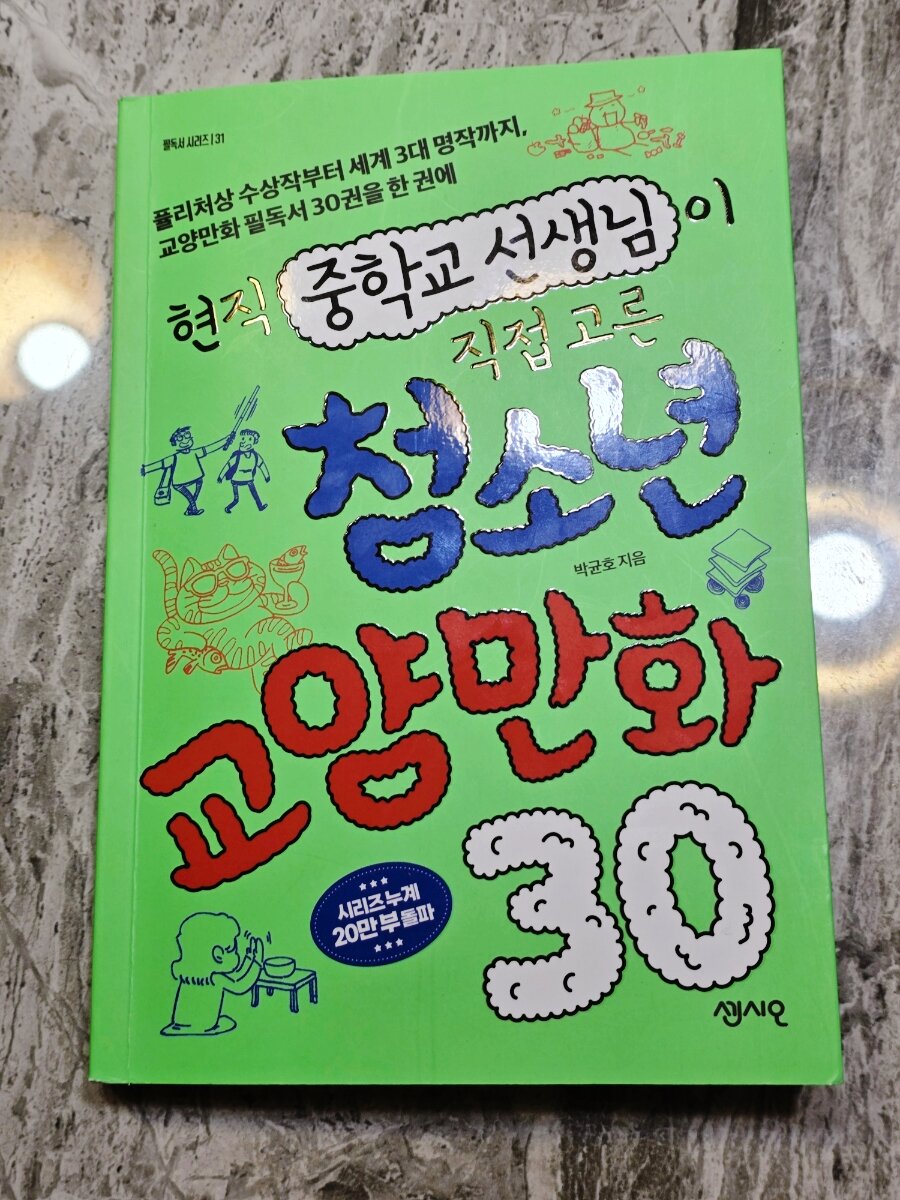 필독서 시리즈 | 31
퓰리처상 수상작부터 세계 3대 명작까지,
교양만화 필독서 30권을 한 권에
현직 중학교 선생님이
직접 고른
청소년
박균호 지음
교양만화
30
★★★
시리즈 누계
20만 부 돌파
★★★
센시오